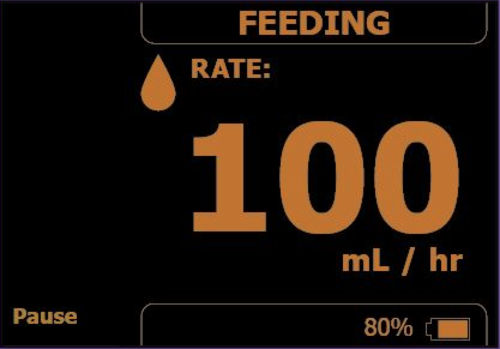 FEEDING
RATE:
100
mL / hr
Pause
80%